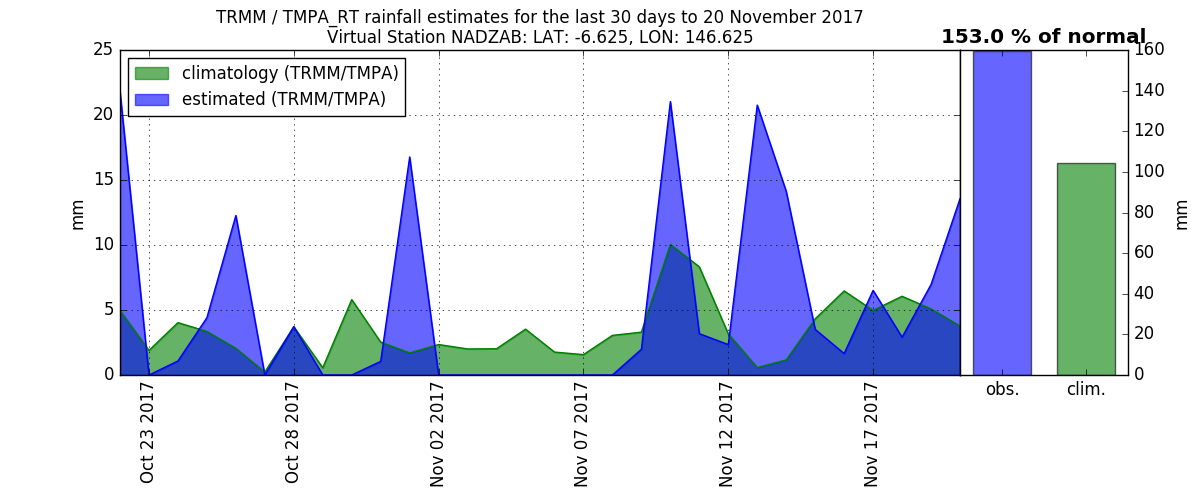 TRMM / TMPA_RT rainfall estimates for the last 30 days to 20 November 2017
Virtual Station NADZAB: LAT: -6.625, LON: 146.625
153.0 % of normal
climatology (TRMM/TMPA)
estimated (TRMM/TMPA)
25
20
15
10
5
0
mm
160
140
120
100
80
60
40
20
0
mm
obs.
clim.
Oct 23 2017
Oct 28 2017
Nov 02 2017
Nov 07 2017
Nov 12 2017
Nov 17 2017